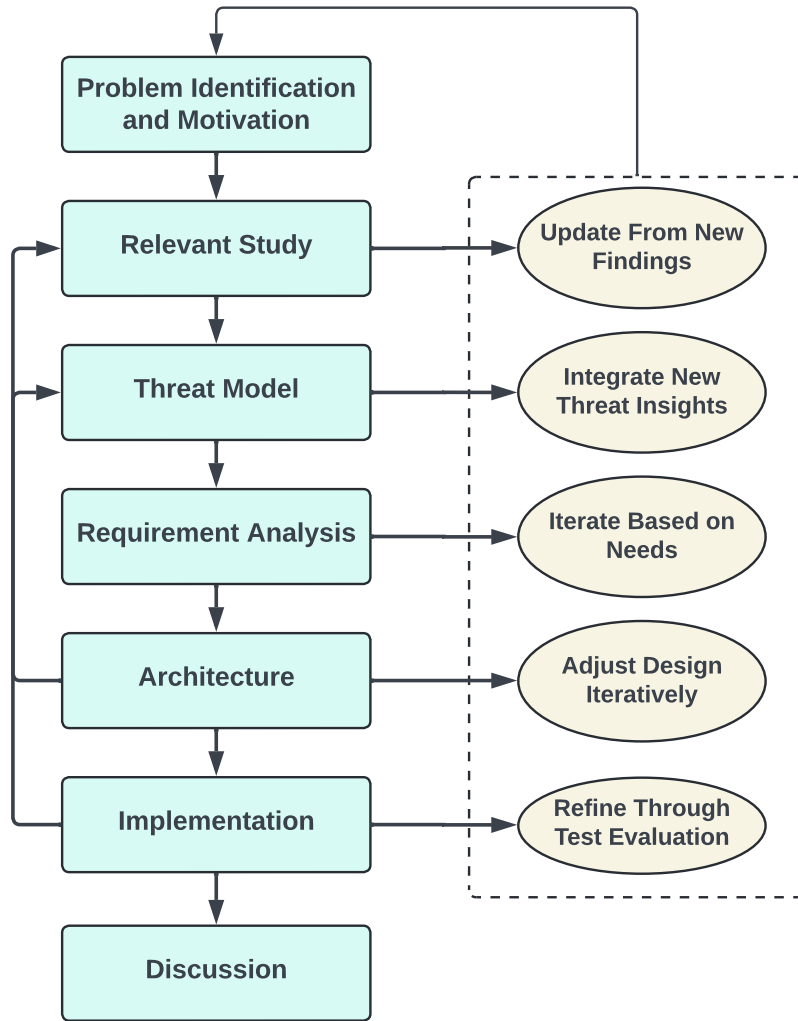 Problem Identification
and Motivation
Relevant Study
Update From New
Findings
Threat Model
Integrate New
Threat Insights
Requirement Analysis
Iterate Based on
Needs
Architecture
Adjust Design
Iteratively
Implementation
Refine Through
Test Evaluation
Discussion